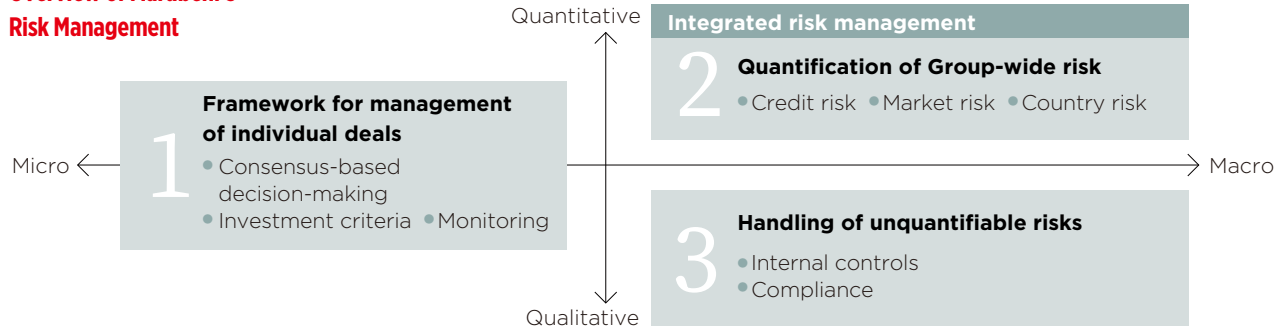 Risk Management
Quantitative
Integrated risk management
2
Quantification of Group-wide risk
• Credit risk • Market risk • Country risk
1
Framework for management
of individual deals
• Consensus-based
decision-making
• Investment criteria • Monitoring
Micro
Macro
3
Handling of unquantifiable risks
• Internal controls
• Compliance
Qualitative